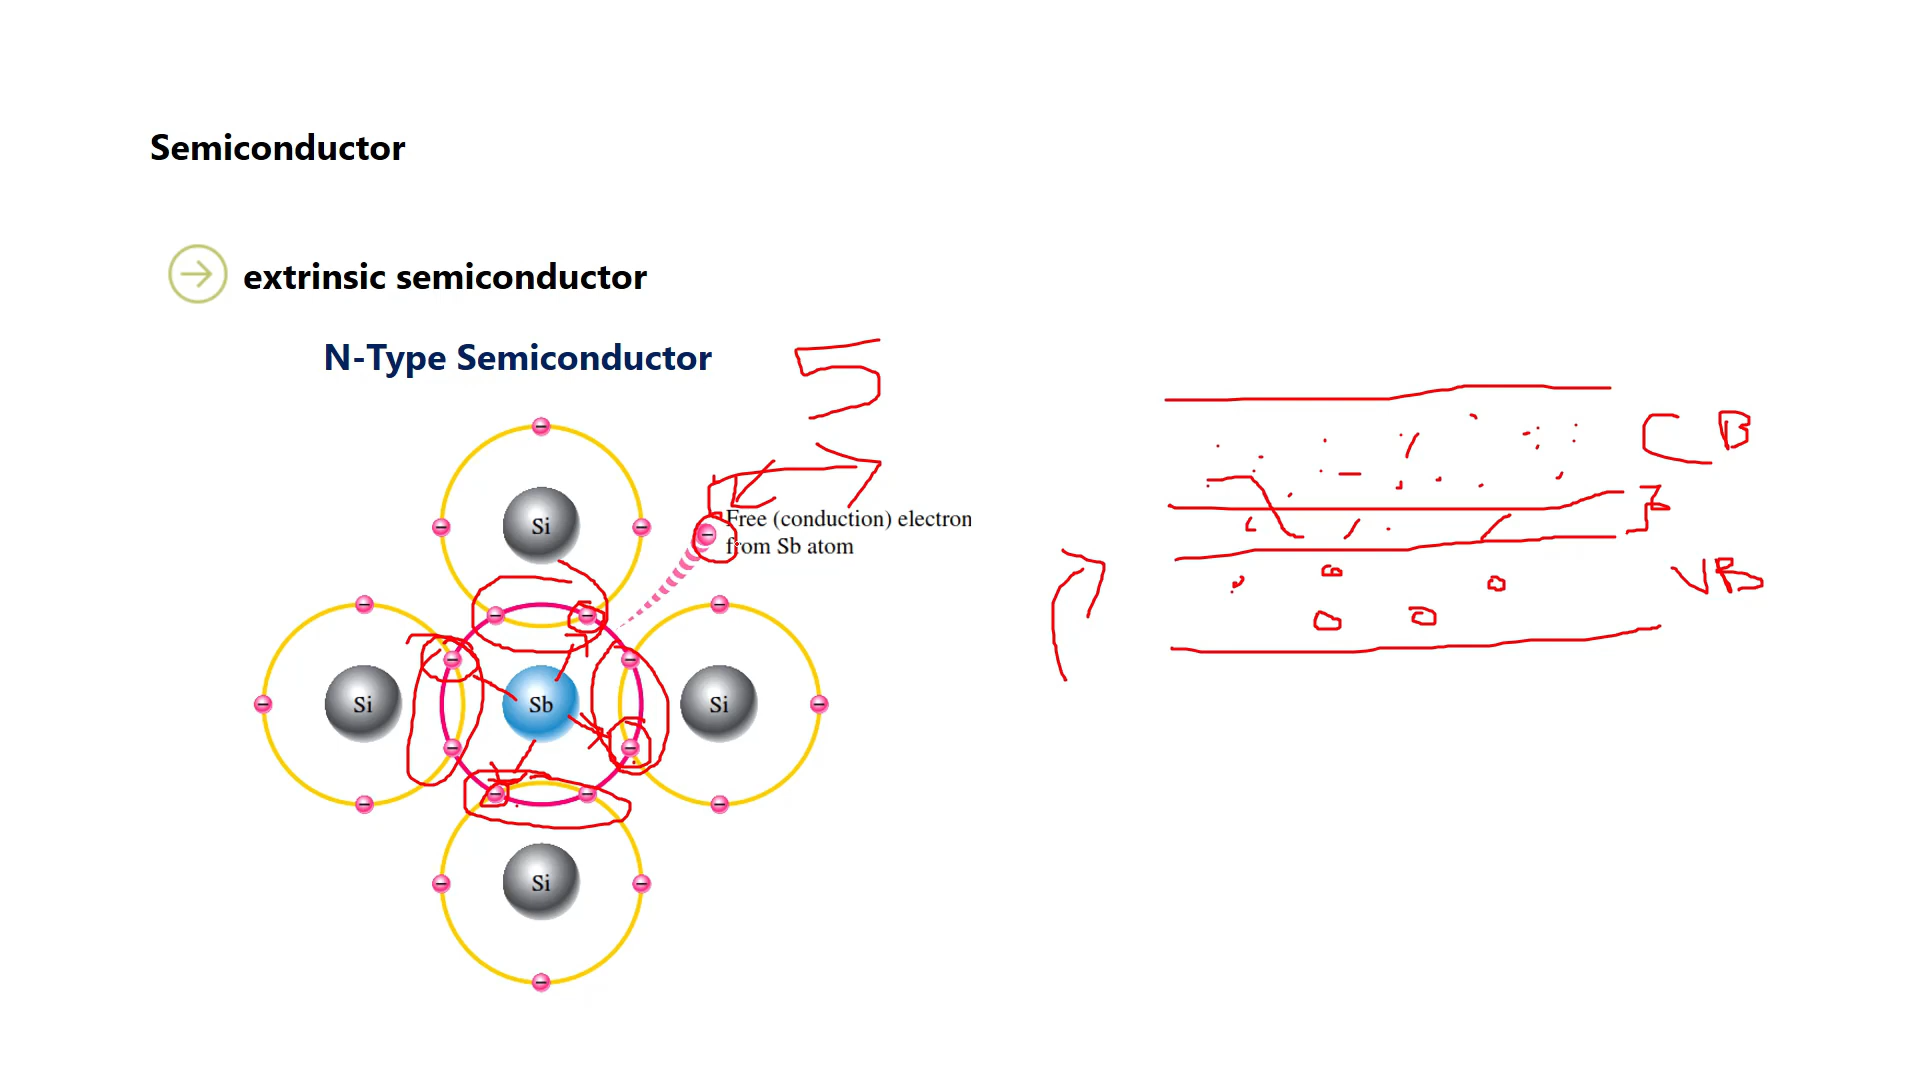 Semiconductor
extrinsic semiconductor
N-Type Semiconductor
5
CB
Si
Free (conduction) electron
from Sb atom
VB
Si
Sb
Si
Si